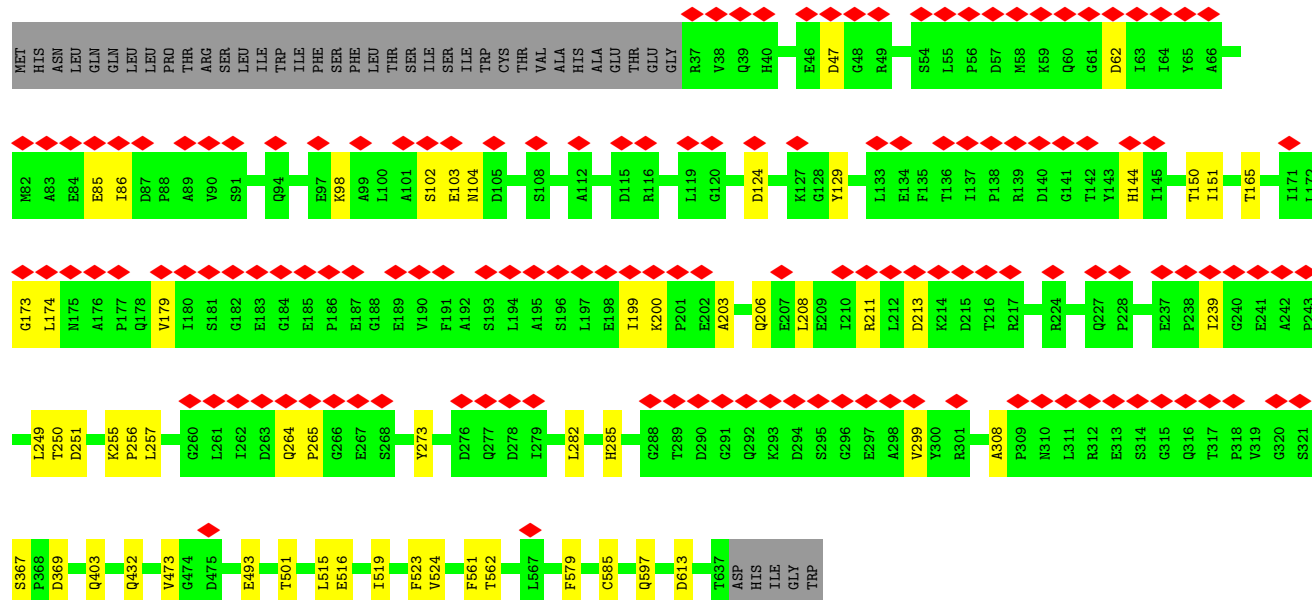 MET HIS ASN LEU GLN GLN LEU LEU PRO THR ARG SER LEU ILE TRP ILE PHE SER PHE LEU THR SER ILE SER ILE TRP CYS THR VAL ALA HIS ALA GLU THR THR GLU GLY R37 V38 Q39 H40 E46 D47 G48 R49 S54 L55 P56 D57 M58 K59 Q60 G61 D62 I63 I64 Y65 A66
M82 A83 E84 E85 I86 D87 P88 A89 V90 S91 Q94 E97 K98 A99 L100 A101 S102 E103 N104 D105 S108 A112 D115 R116 L119 G120 D124 K127 G128 Y129 L133 E134 F135 T136 I137 P138 R139 D140 G141 T142 Y143 H144 I145 T150 I151 T165 I171 L172
G173 L174 N175 A176 P177 Q178 V179 I180 S181 G182 E183 G184 E185 P186 E187 G188 E189 V190 F191 A192 S193 L194 A195 S196 L197 E198 I199 K200 P201 E202 A203 Q206 E207 L208 E209 I210 R211 L212 D213 K214 D215 T216 R217 R224 Q227 P228 E237 P238 I239 G240 E241 A242 P243
L249 T250 D251 K255 P256 L257 G260 L261 I262 D263 Q264 P265 G266 E267 S268 Y273 D276 Q277 D278 I279 L282 H285 G288 T289 D290 G291 Q292 K293 D294 S295 G296 E297 A298 V299 Y300 R301 A308 P309 N310 L311 R312 E313 S314 G315 Q316 T317 P318 V319 G320 S321
S367 P368 D369 Q403 Q432 V473 G474 D475 E493 T501 L515 E516 I519 F523 V524 F561 T562 L567 F579 C585 Q597 D613 T637 ASP HIS ILE GLY TRP